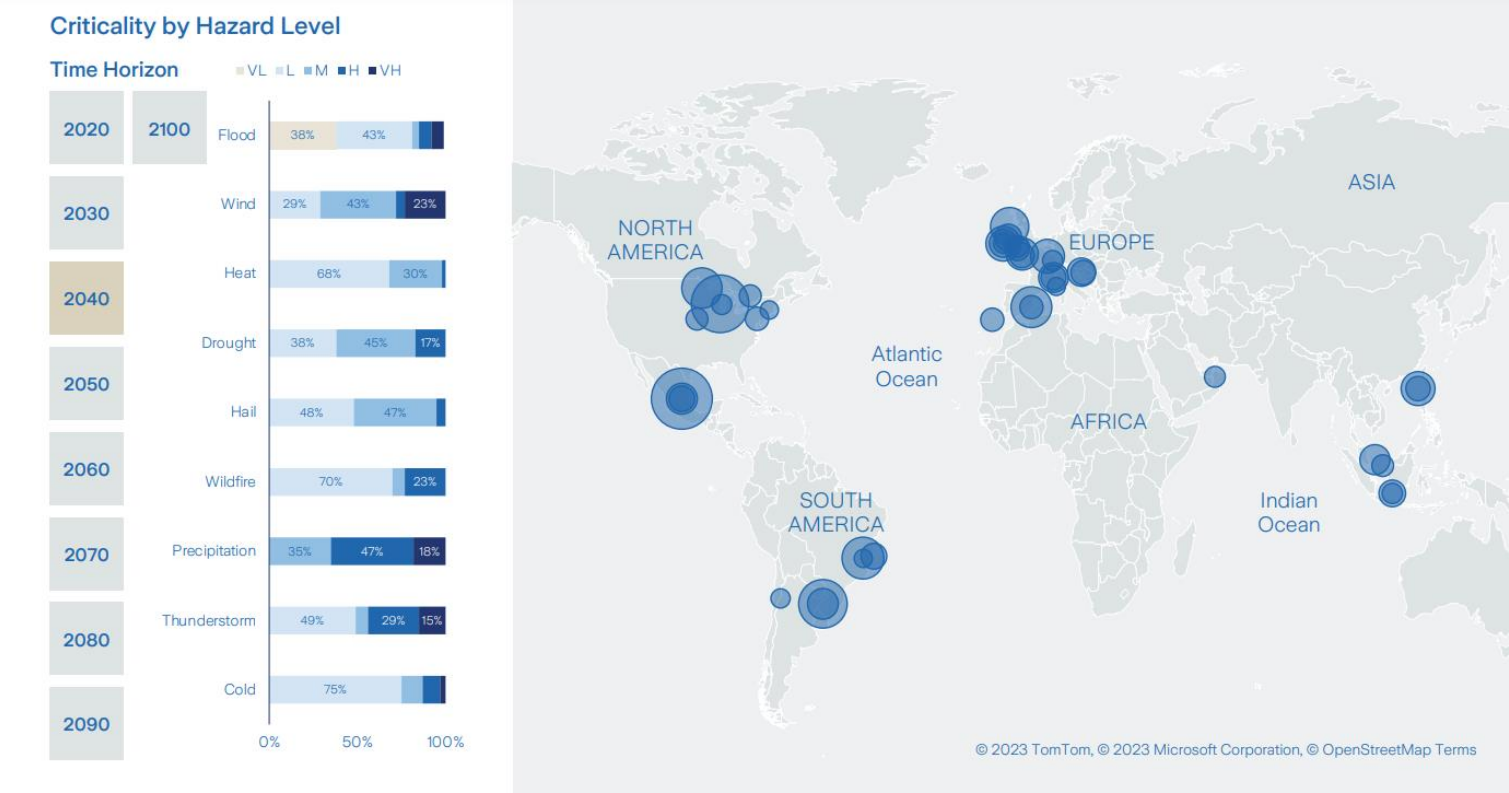 Criticality by Hazard Level
Time Horizon
VL L M H VH
2020 2100
2030
2040
2050
2060
2070
2080
2090
Flood 38% 43%
Wind 29% 43% 23%
Heat 68% 30%
Drought 38% 45% 17%
Hail 48% 47%
Wildfire 70% 23%
Precipitation 35% 47% 18%
Thunderstorm 49% 29% 15%
Cold 75%
0% 50% 100%
NORTH
AMERICA
EUROPE
ASIA
Atlantic
Ocean
AFRICA
SOUTH
AMERICA
Indian
Ocean
© 2023 TomTom, © 2023 Microsoft Corporation, © OpenStreetMap Terms